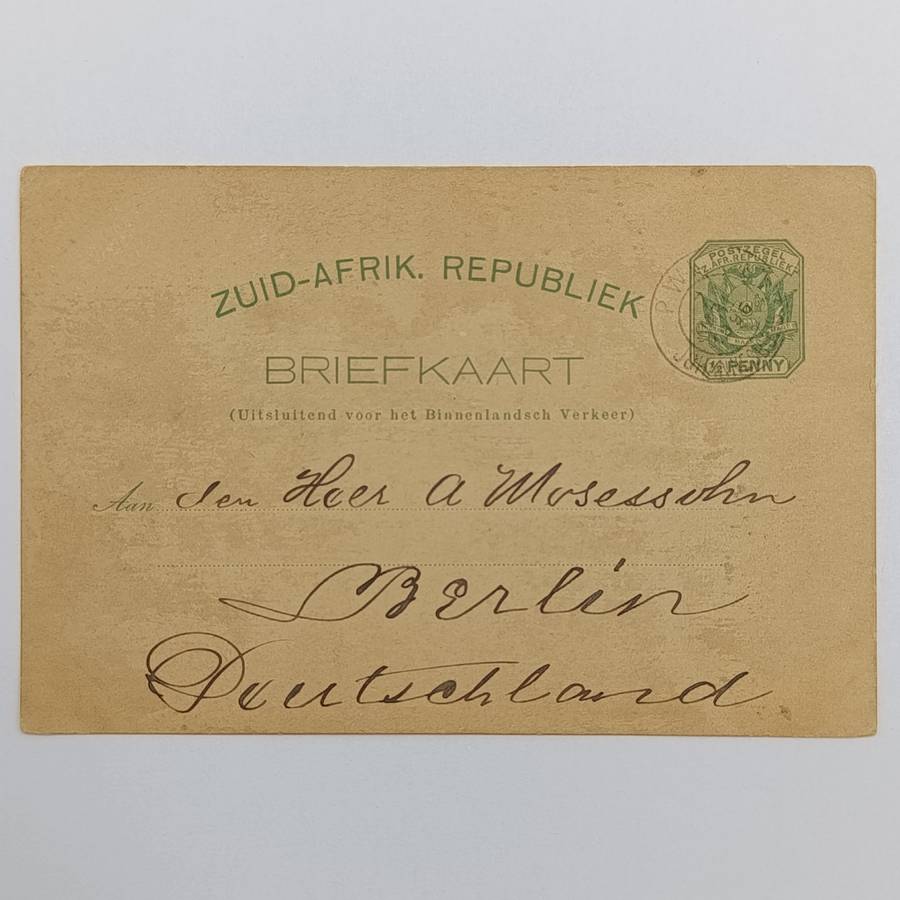 ZUID-AFRIK. REPUBLIEK
POSTZEGEL
Z. AFR. REPUBLIEK
½ PENNY
BRIEFKAART
(Uitsluitend voor het Binnenlandsch Verkeer)
Aan den Heer A Mosessohn
Berlin
Deutschland